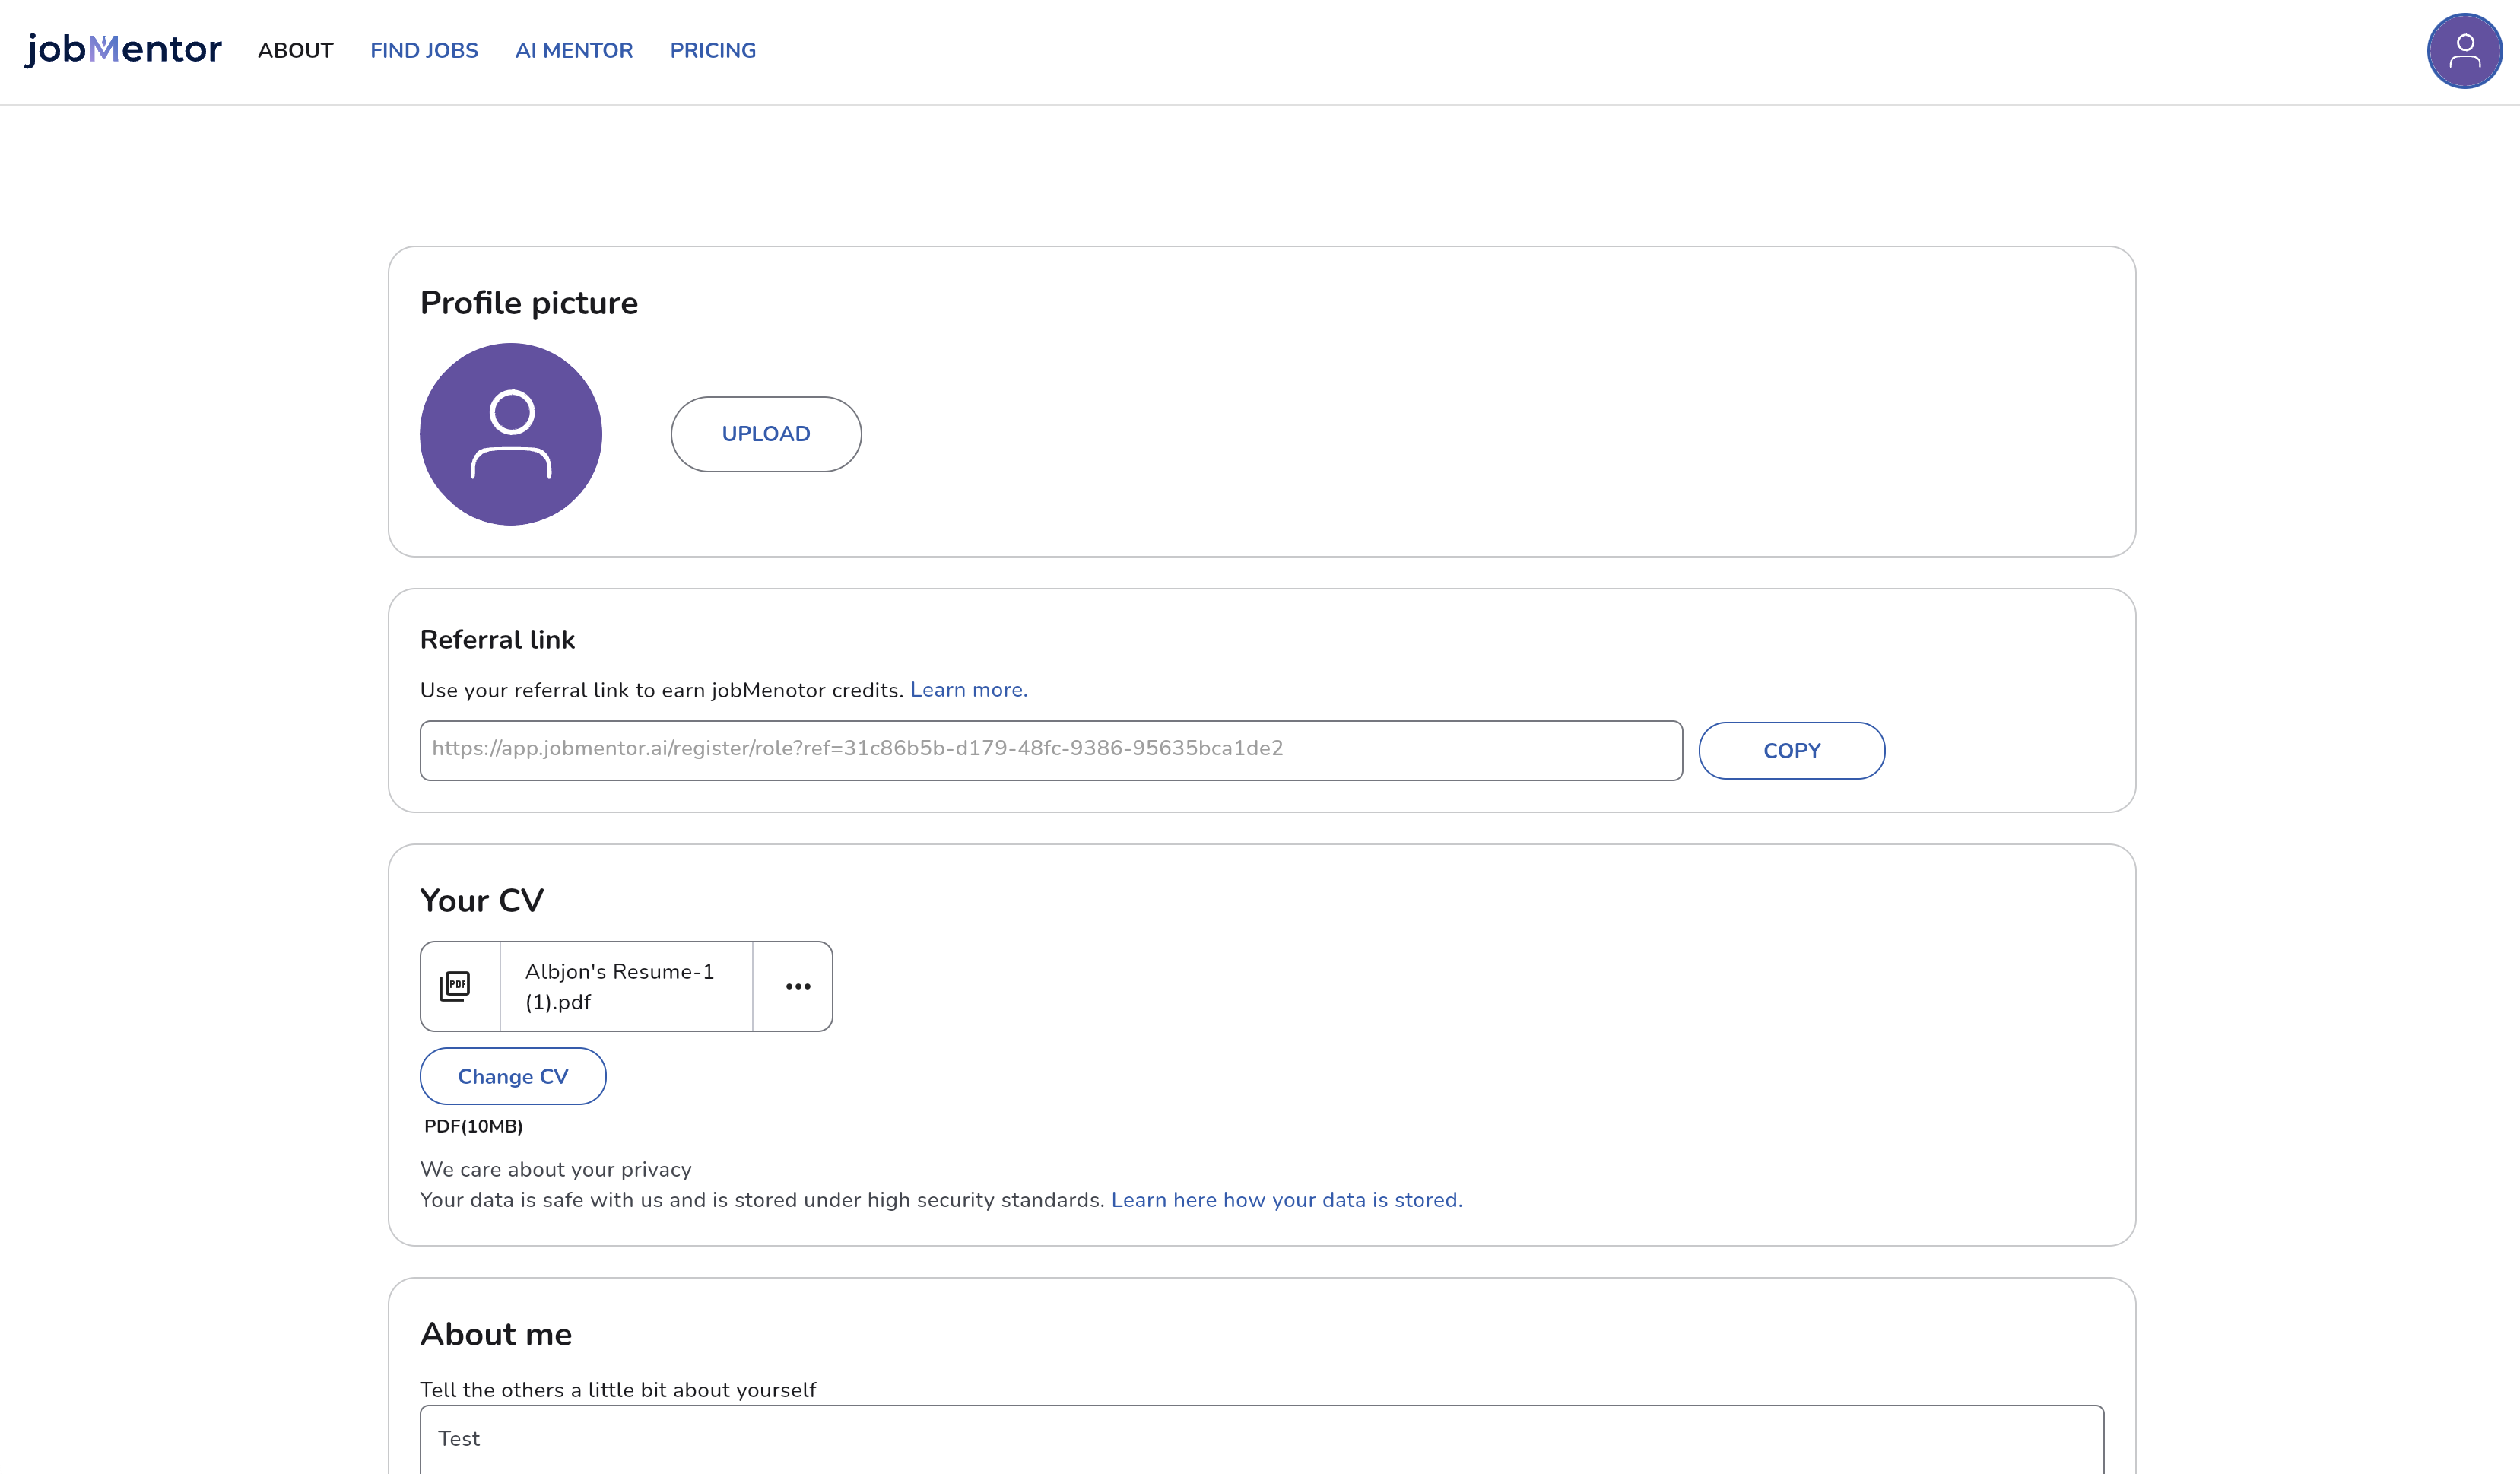 jobMentor ABOUT FIND JOBS AI MENTOR PRICING
Profile picture
UPLOAD
Referral link
Use your referral link to earn jobMenotor credits. Learn more.
https://app.jobmentor.ai/register/role?ref=31c86b5b-d179-48fc-9386-95635bca1de2 COPY
Your CV
PDF
Albjon's Resume-1
(1).pdf
Change CV
PDF(10MB)
We care about your privacy
Your data is safe with us and is stored under high security standards. Learn here how your data is stored.
About me
Tell the others a little bit about yourself
Test